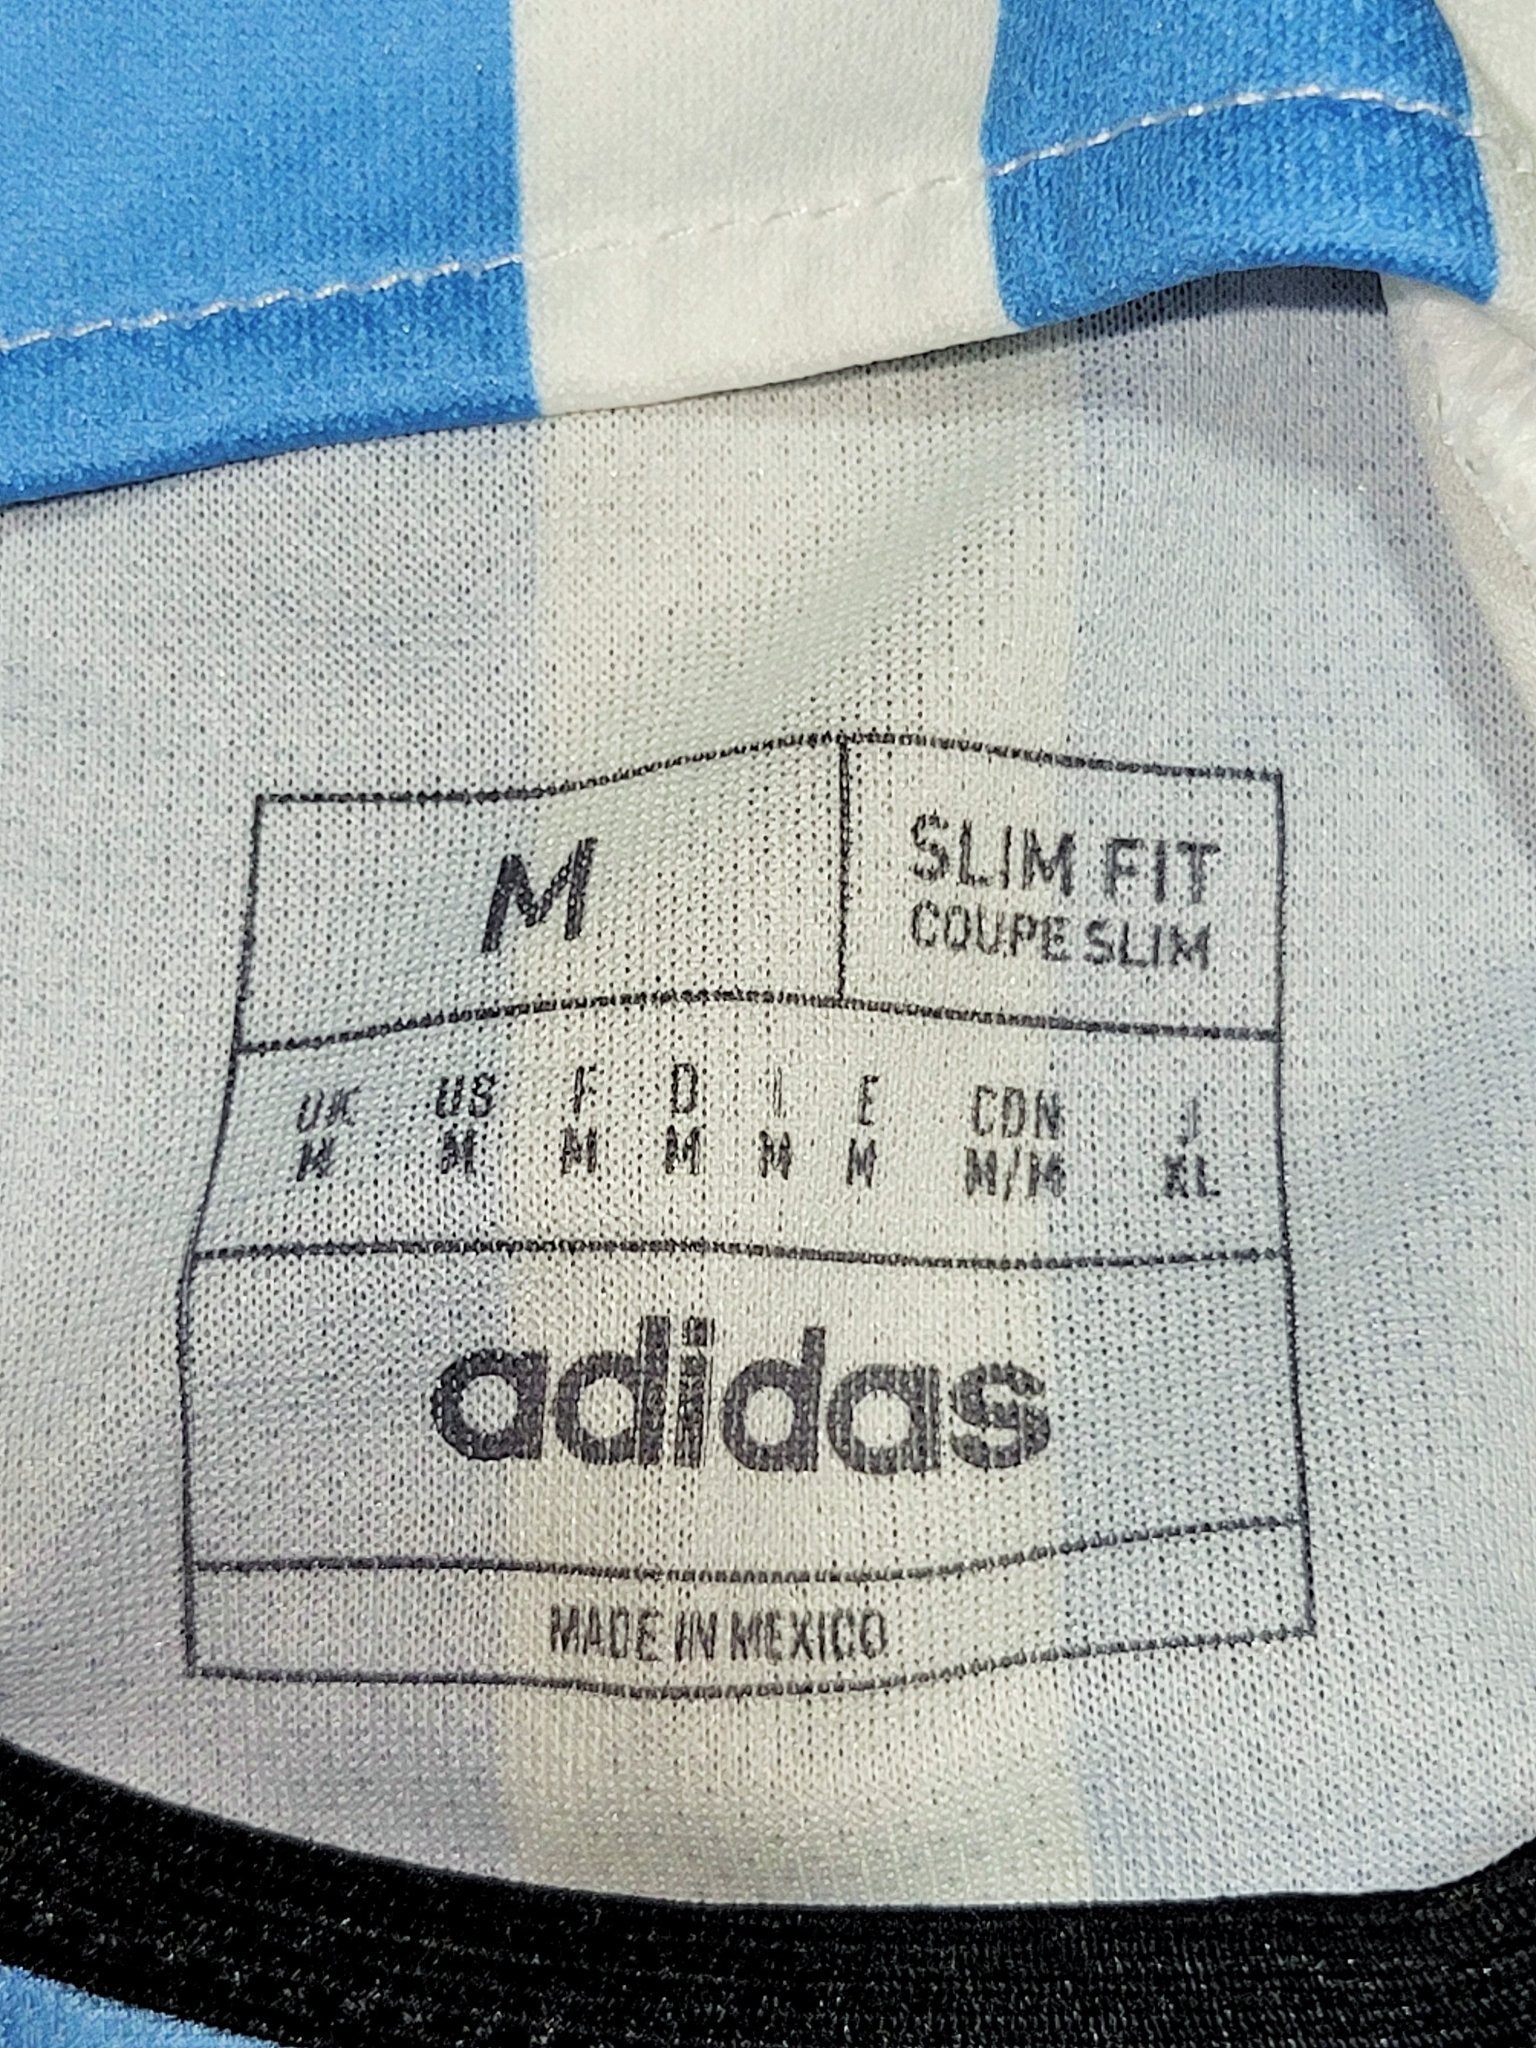 M
SLIM FIT
COUPE SLIM
UK US F D I E CDN J
M M M M M M M/M XL
adidas
MADE IN MEXICO